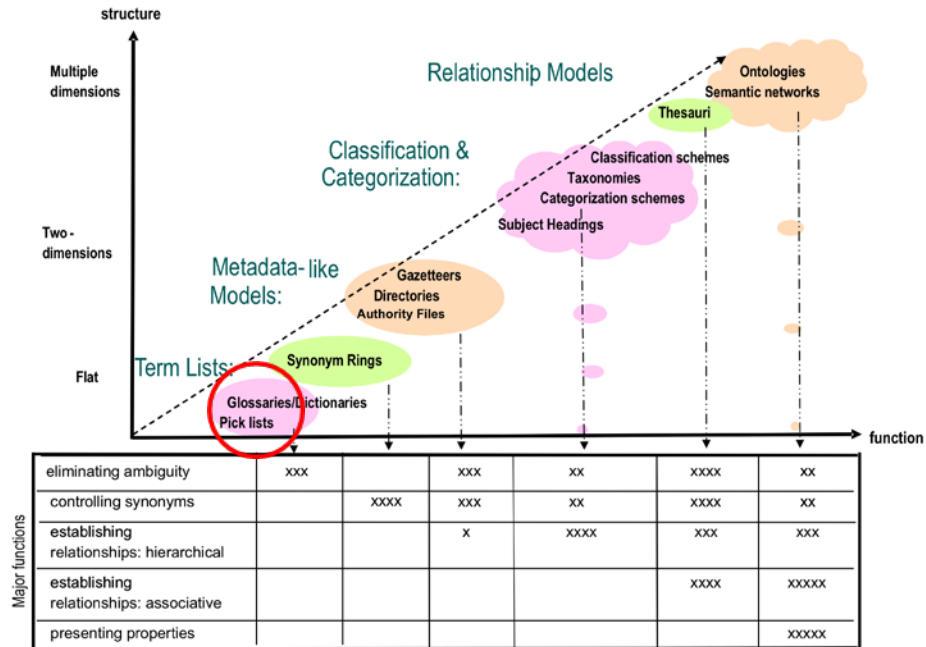 structure
Multiple
dimensions
Relationship Models
Ontologies
Semantic networks
Thesauri
Classification &
Categorization:
Classification schemes
Taxonomies
Categorization schemes
Subject Headings
Two -
dimensions
Metadata-like
Models:
Gazetteers
Directories
Authority Files
Term Lists:
Synonym Rings
Flat
Glossaries/Dictionaries
Pick lists
function
Major functions
eliminating ambiguity xxx xxx xx xxxx xx
controlling synonyms xxxx xxx xx xxxx xx
establishing
relationships: hierarchical x xxxx xxx xxx
establishing
relationships: associative xxxx xxxxx
presenting properties xxxxx